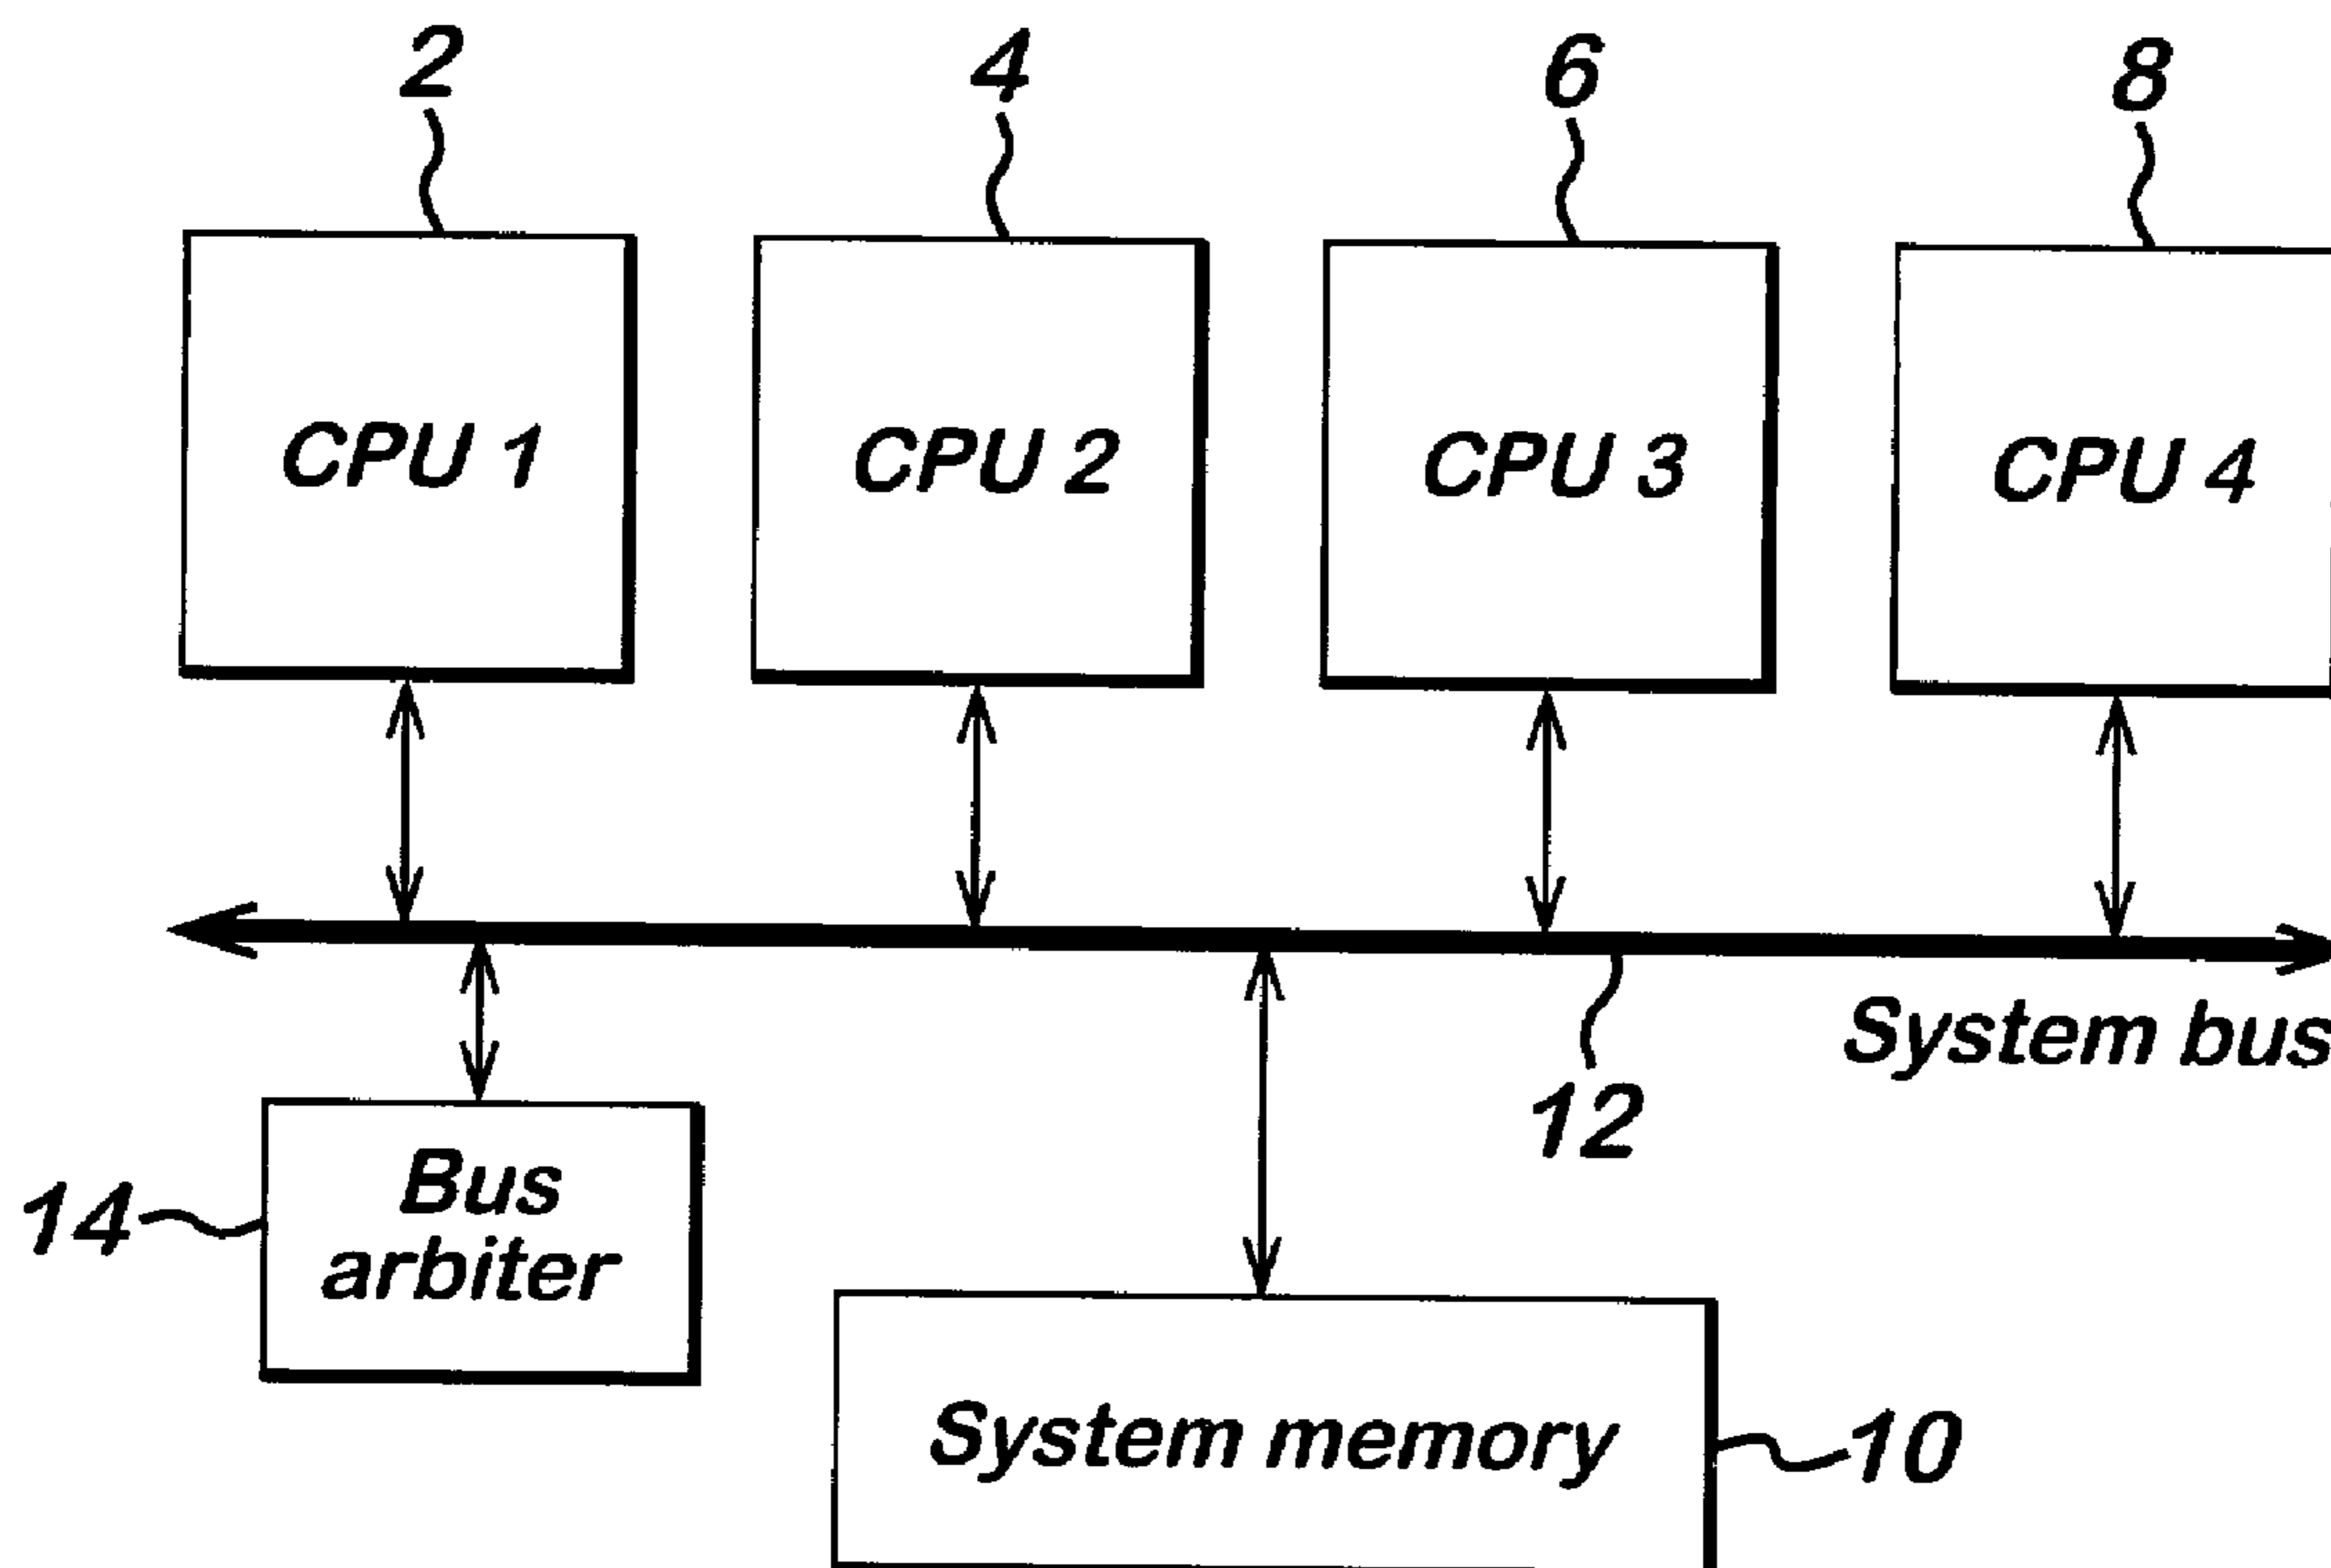 2
4
6
8
CPU 1
CPU 2
CPU 3
CPU 4
System bus
12
14
Bus
arbiter
System memory
10